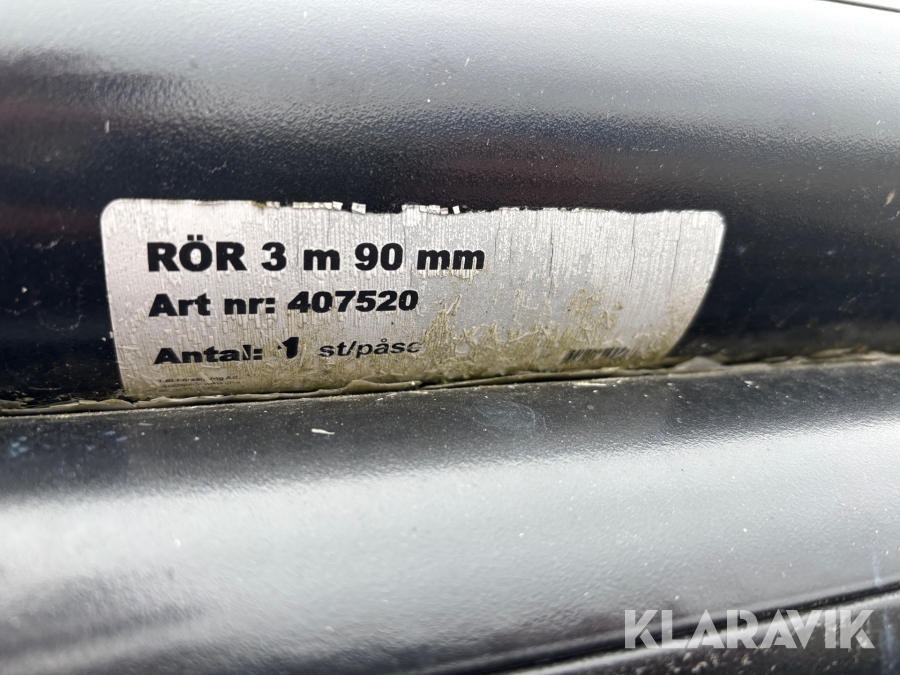 RÖR 3 m 90 mm
Art nr: 407520
Antal: 1 st/påse
KLARAVIK